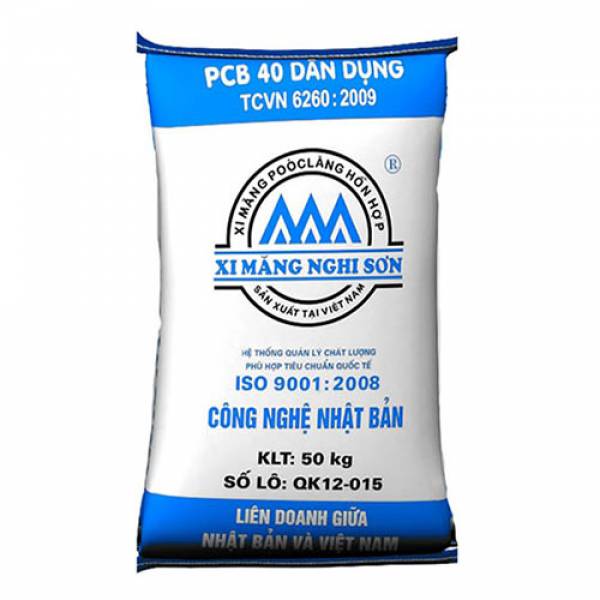 PCB 40 DÂN DỤNG
TCVN 6260:2009
XI MĂNG POÓCLĂNG HỖN HỢP
®
XI MĂNG NGHI SƠN
SẢN XUẤT TẠI VIỆT NAM
HỆ THỐNG QUẢN LÝ CHẤT LƯỢNG
PHÙ HỢP TIÊU CHUẨN QUỐC TẾ
ISO 9001:2008
CÔNG NGHỆ NHẬT BẢN
KLT: 50 kg
SỐ LÔ: QK12-015
LIÊN DOANH GIỮA
NHẬT BẢN VÀ VIỆT NAM